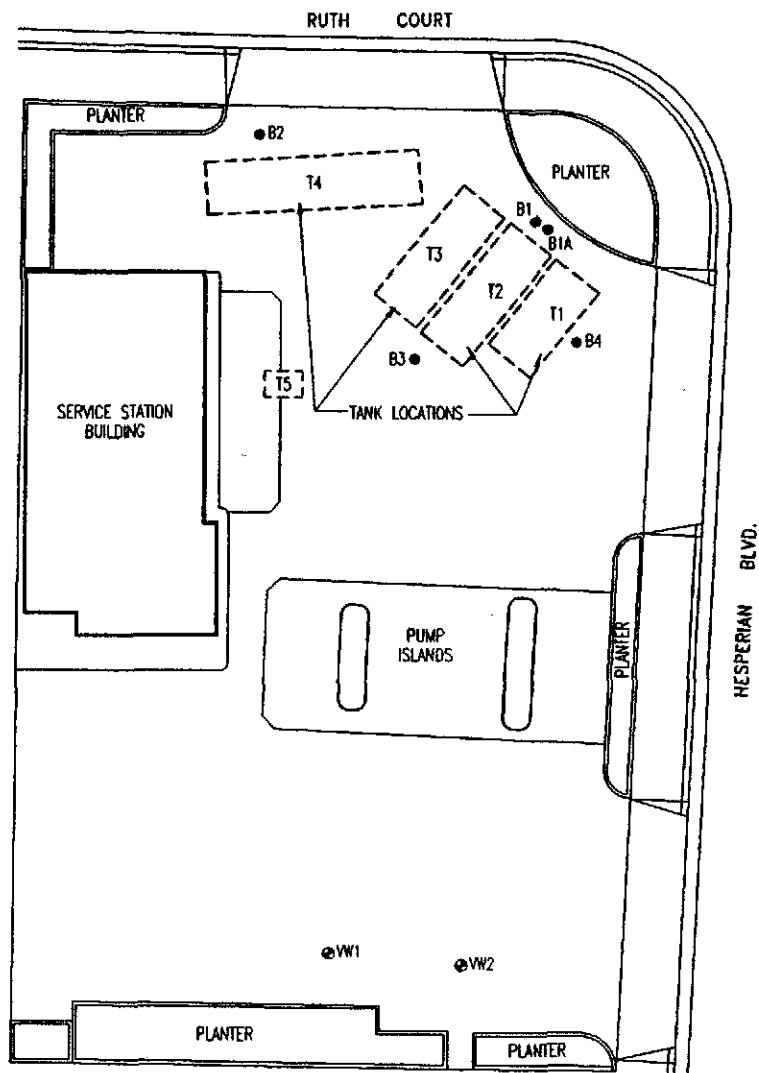 RUTH COURT
PLANTER
B2
T4
PLANTER
B1
B1A
T3
T2
T1
B4
B3
T5
TANK LOCATIONS
SERVICE STATION
BUILDING
HESPERIAN BLVD.
PUMP
ISLANDS
PLANTER
VW1
VW2
PLANTER
PLANTER